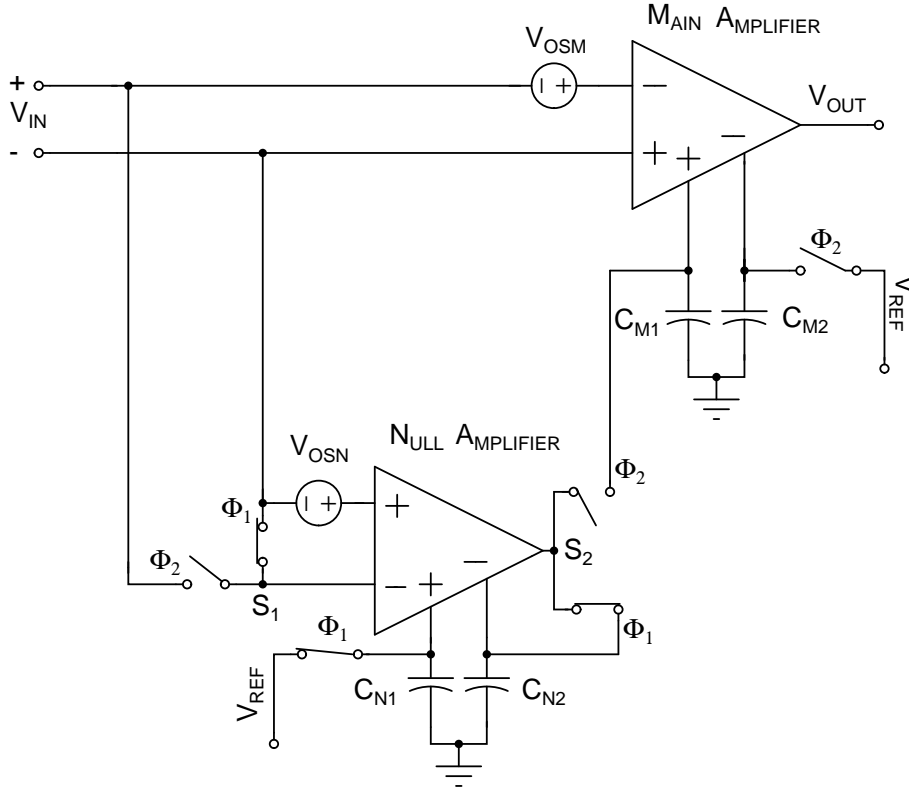 MAIN AMPLIFIER
VOSM
+
VIN
-
VOUT
Φ2
CM1
CM2
VREF
NULL AMPLIFIER
VOSN
Φ1
Φ2
S1
Φ2
S2
Φ1
Φ1
VREF
CN1
CN2